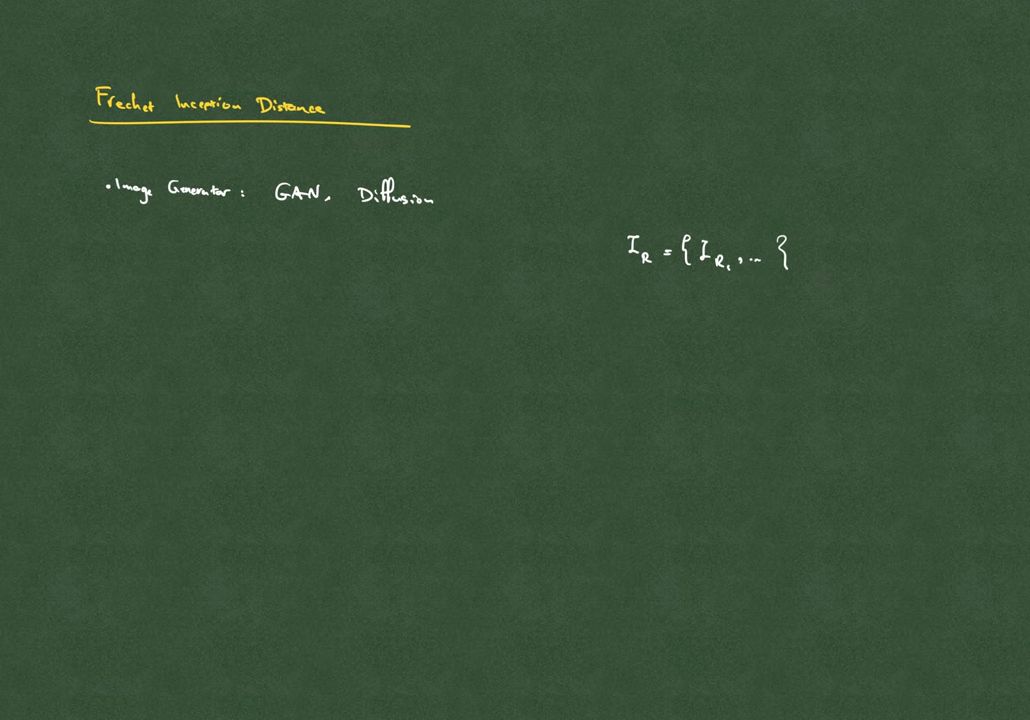 Frechet Inception Distance
• Image Generator : GAN, Diffusion
I_R = { I_R₁ , ... }